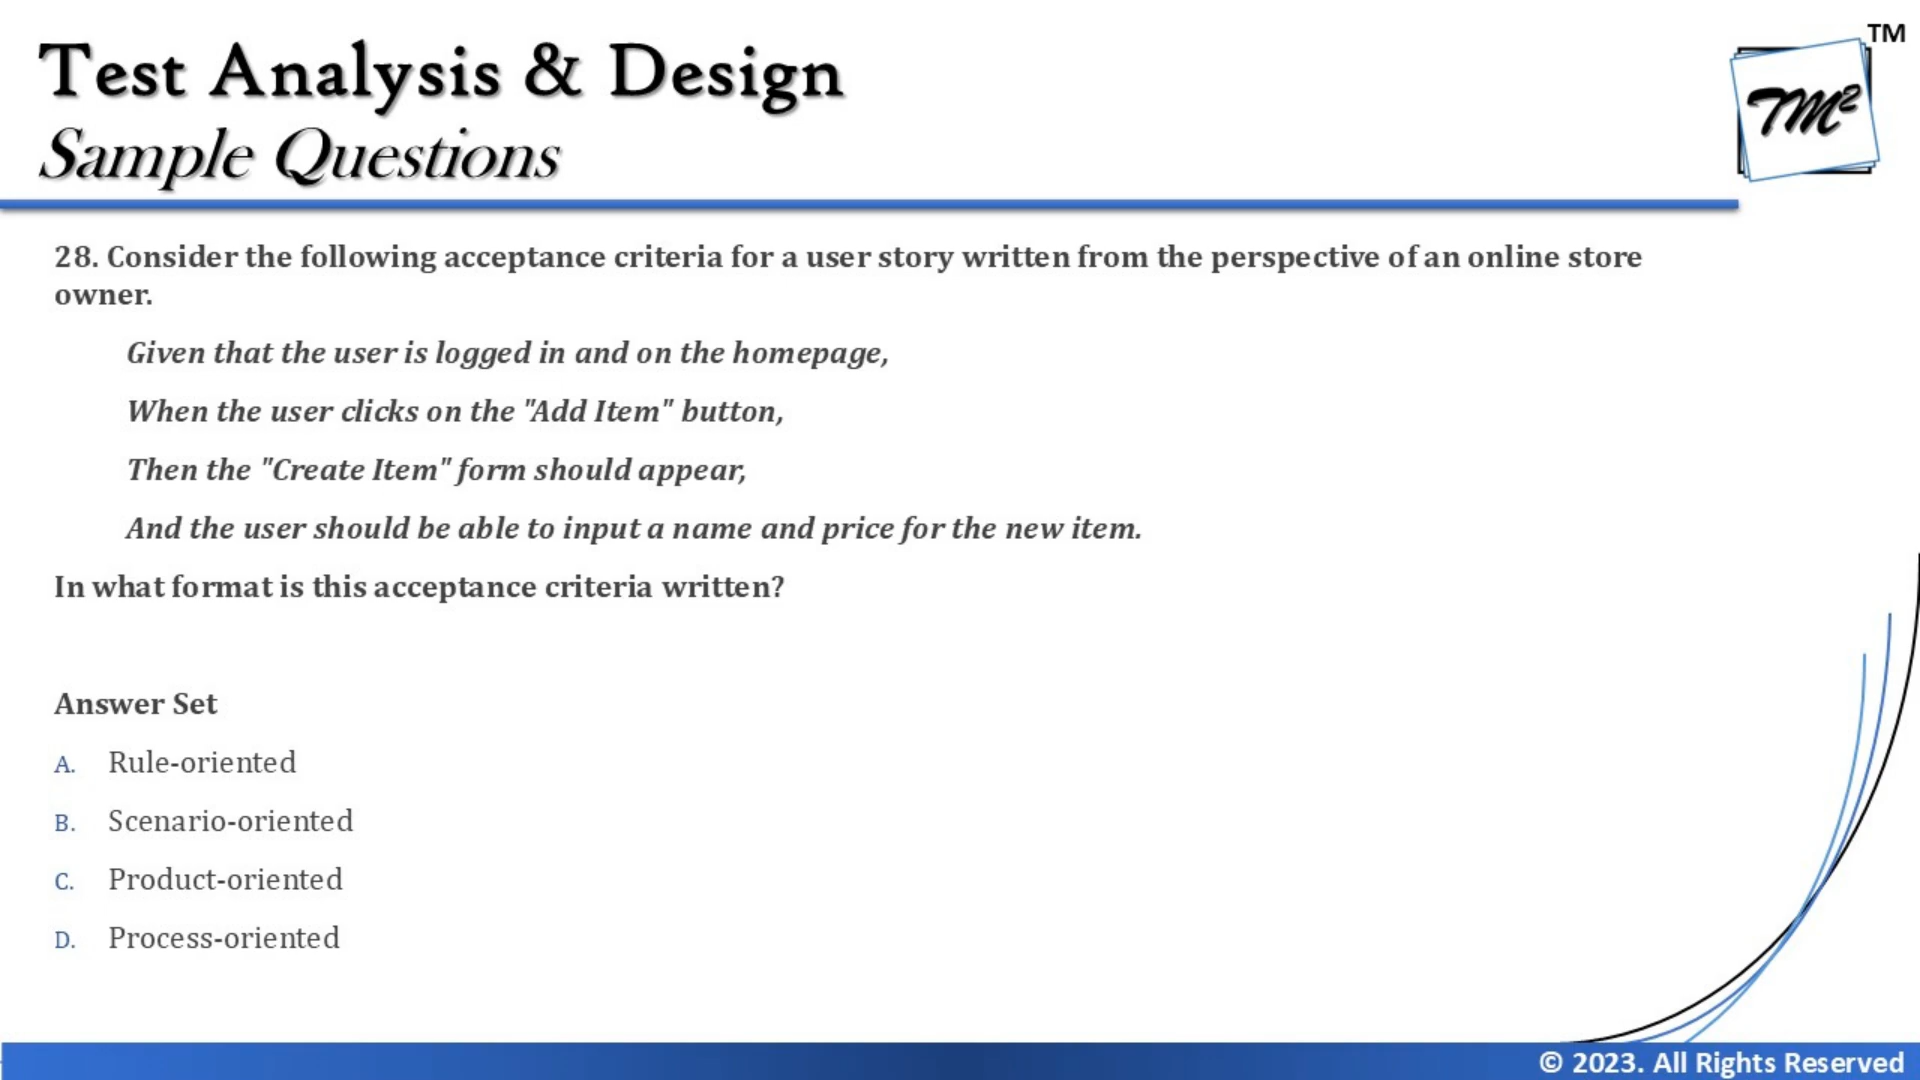 Test Analysis & Design
Sample Questions
TM
TM²
28. Consider the following acceptance criteria for a user story written from the perspective of an online store
owner.
Given that the user is logged in and on the homepage,
When the user clicks on the "Add Item" button,
Then the "Create Item" form should appear,
And the user should be able to input a name and price for the new item.
In what format is this acceptance criteria written?
Answer Set
A. Rule-oriented
B. Scenario-oriented
C. Product-oriented
D. Process-oriented
© 2023. All Rights Reserved